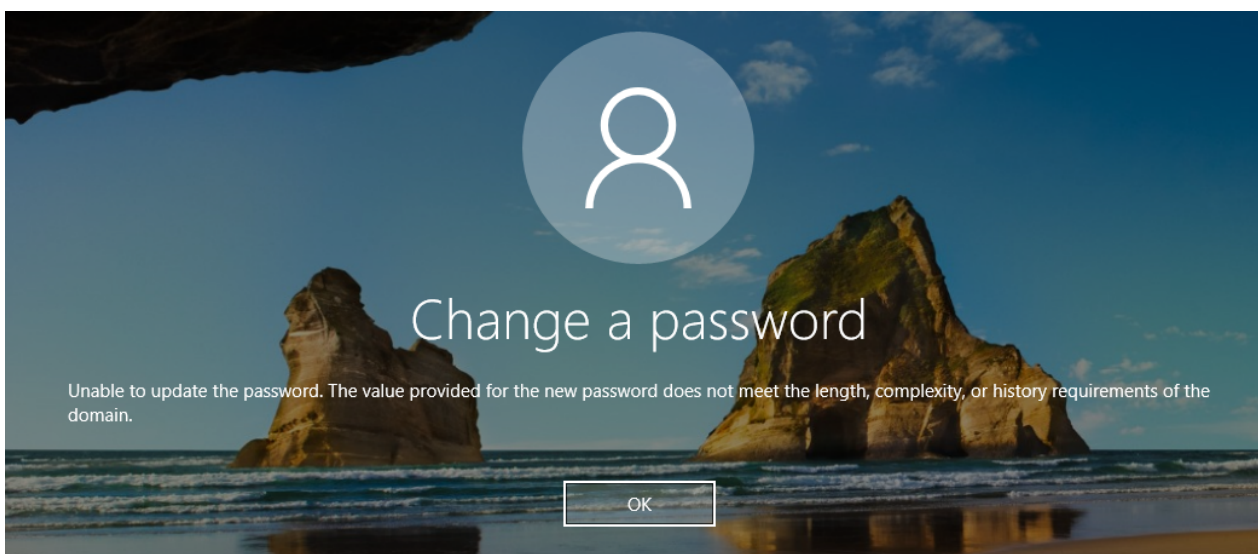 Change a password
Unable to update the password. The value provided for the new password does not meet the length, complexity, or history requirements of the
domain.
OK